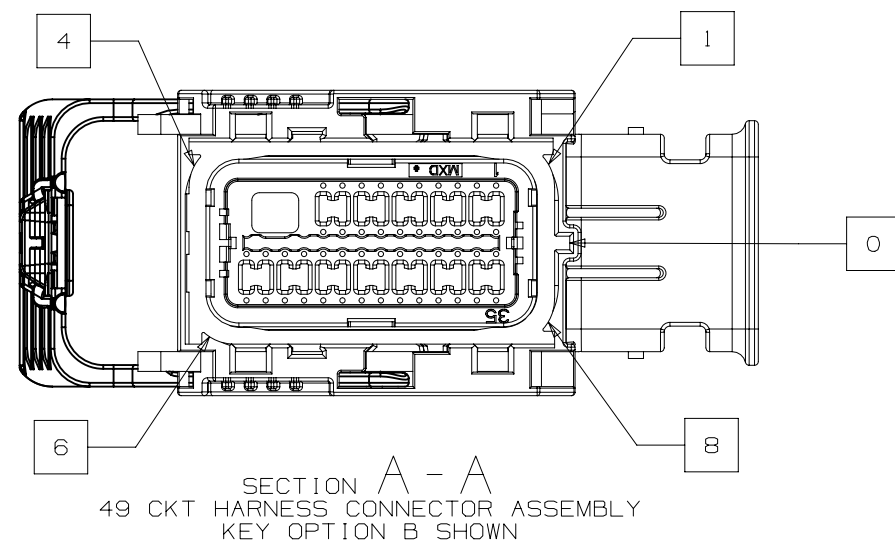 4
1
MXD
1
0
35
6
8
SECTION A - A
49 CKT HARNESS CONNECTOR ASSEMBLY
KEY OPTION B SHOWN